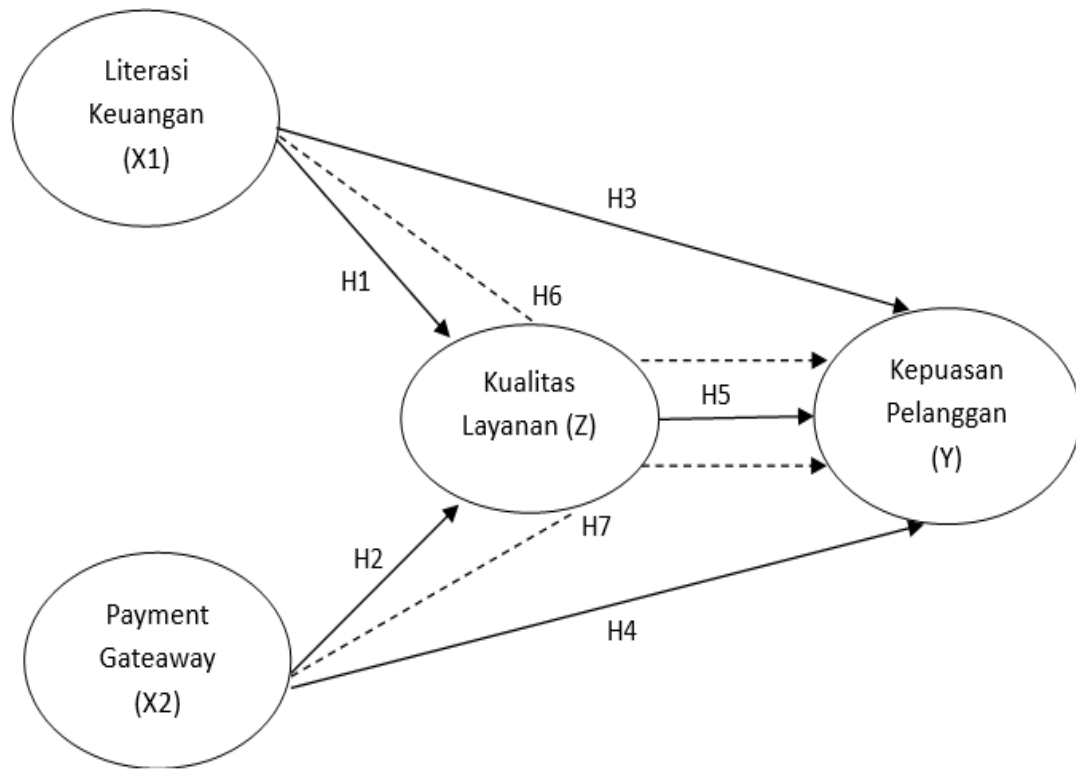 Literasi
Keuangan
(X1)
H3
H1
H6
Kualitas
Layanan (Z)
H5
Kepuasan
Pelanggan
(Y)
H7
H2
Payment
Gateaway
(X2)
H4